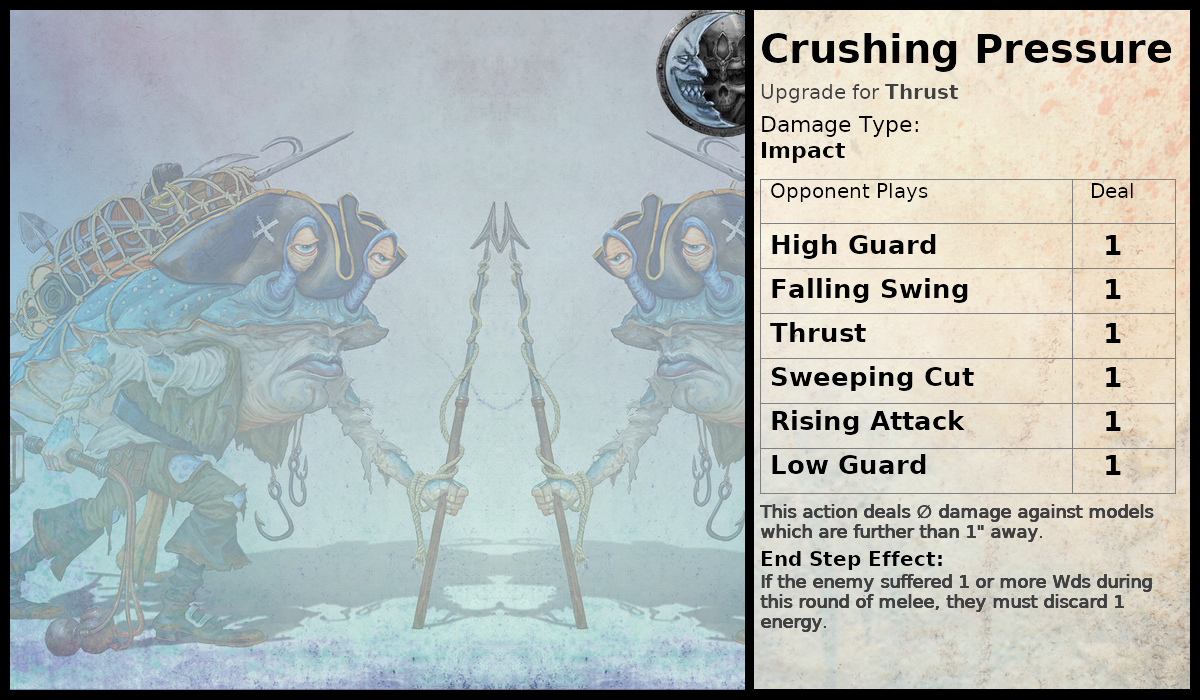 Crushing Pressure
Upgrade for Thrust
Damage Type:
Impact
Opponent Plays Deal
High Guard 1
Falling Swing 1
Thrust 1
Sweeping Cut 1
Rising Attack 1
Low Guard 1
This action deals ∅ damage against models
which are further than 1" away.
End Step Effect:
If the enemy suffered 1 or more Wds during
this round of melee, they must discard 1
energy.